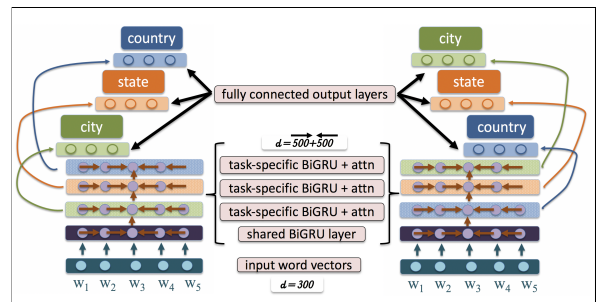 country
state
city
city
state
country
fully connected output layers
d=500+500
task-specific BiGRU + attn
task-specific BiGRU + attn
task-specific BiGRU + attn
shared BiGRU layer
input word vectors
d=300
W1 W2 W3 W4 W5
W1 W2 W3 W4 W5